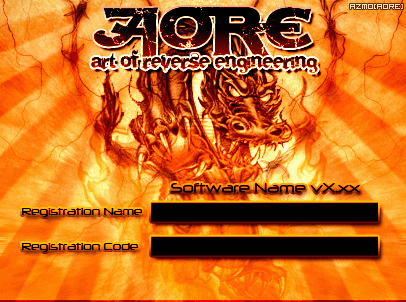 AZMO[AORE]
AORE
art of reverse engineering
Software Name vX.xx
Registration Name
Registration Code